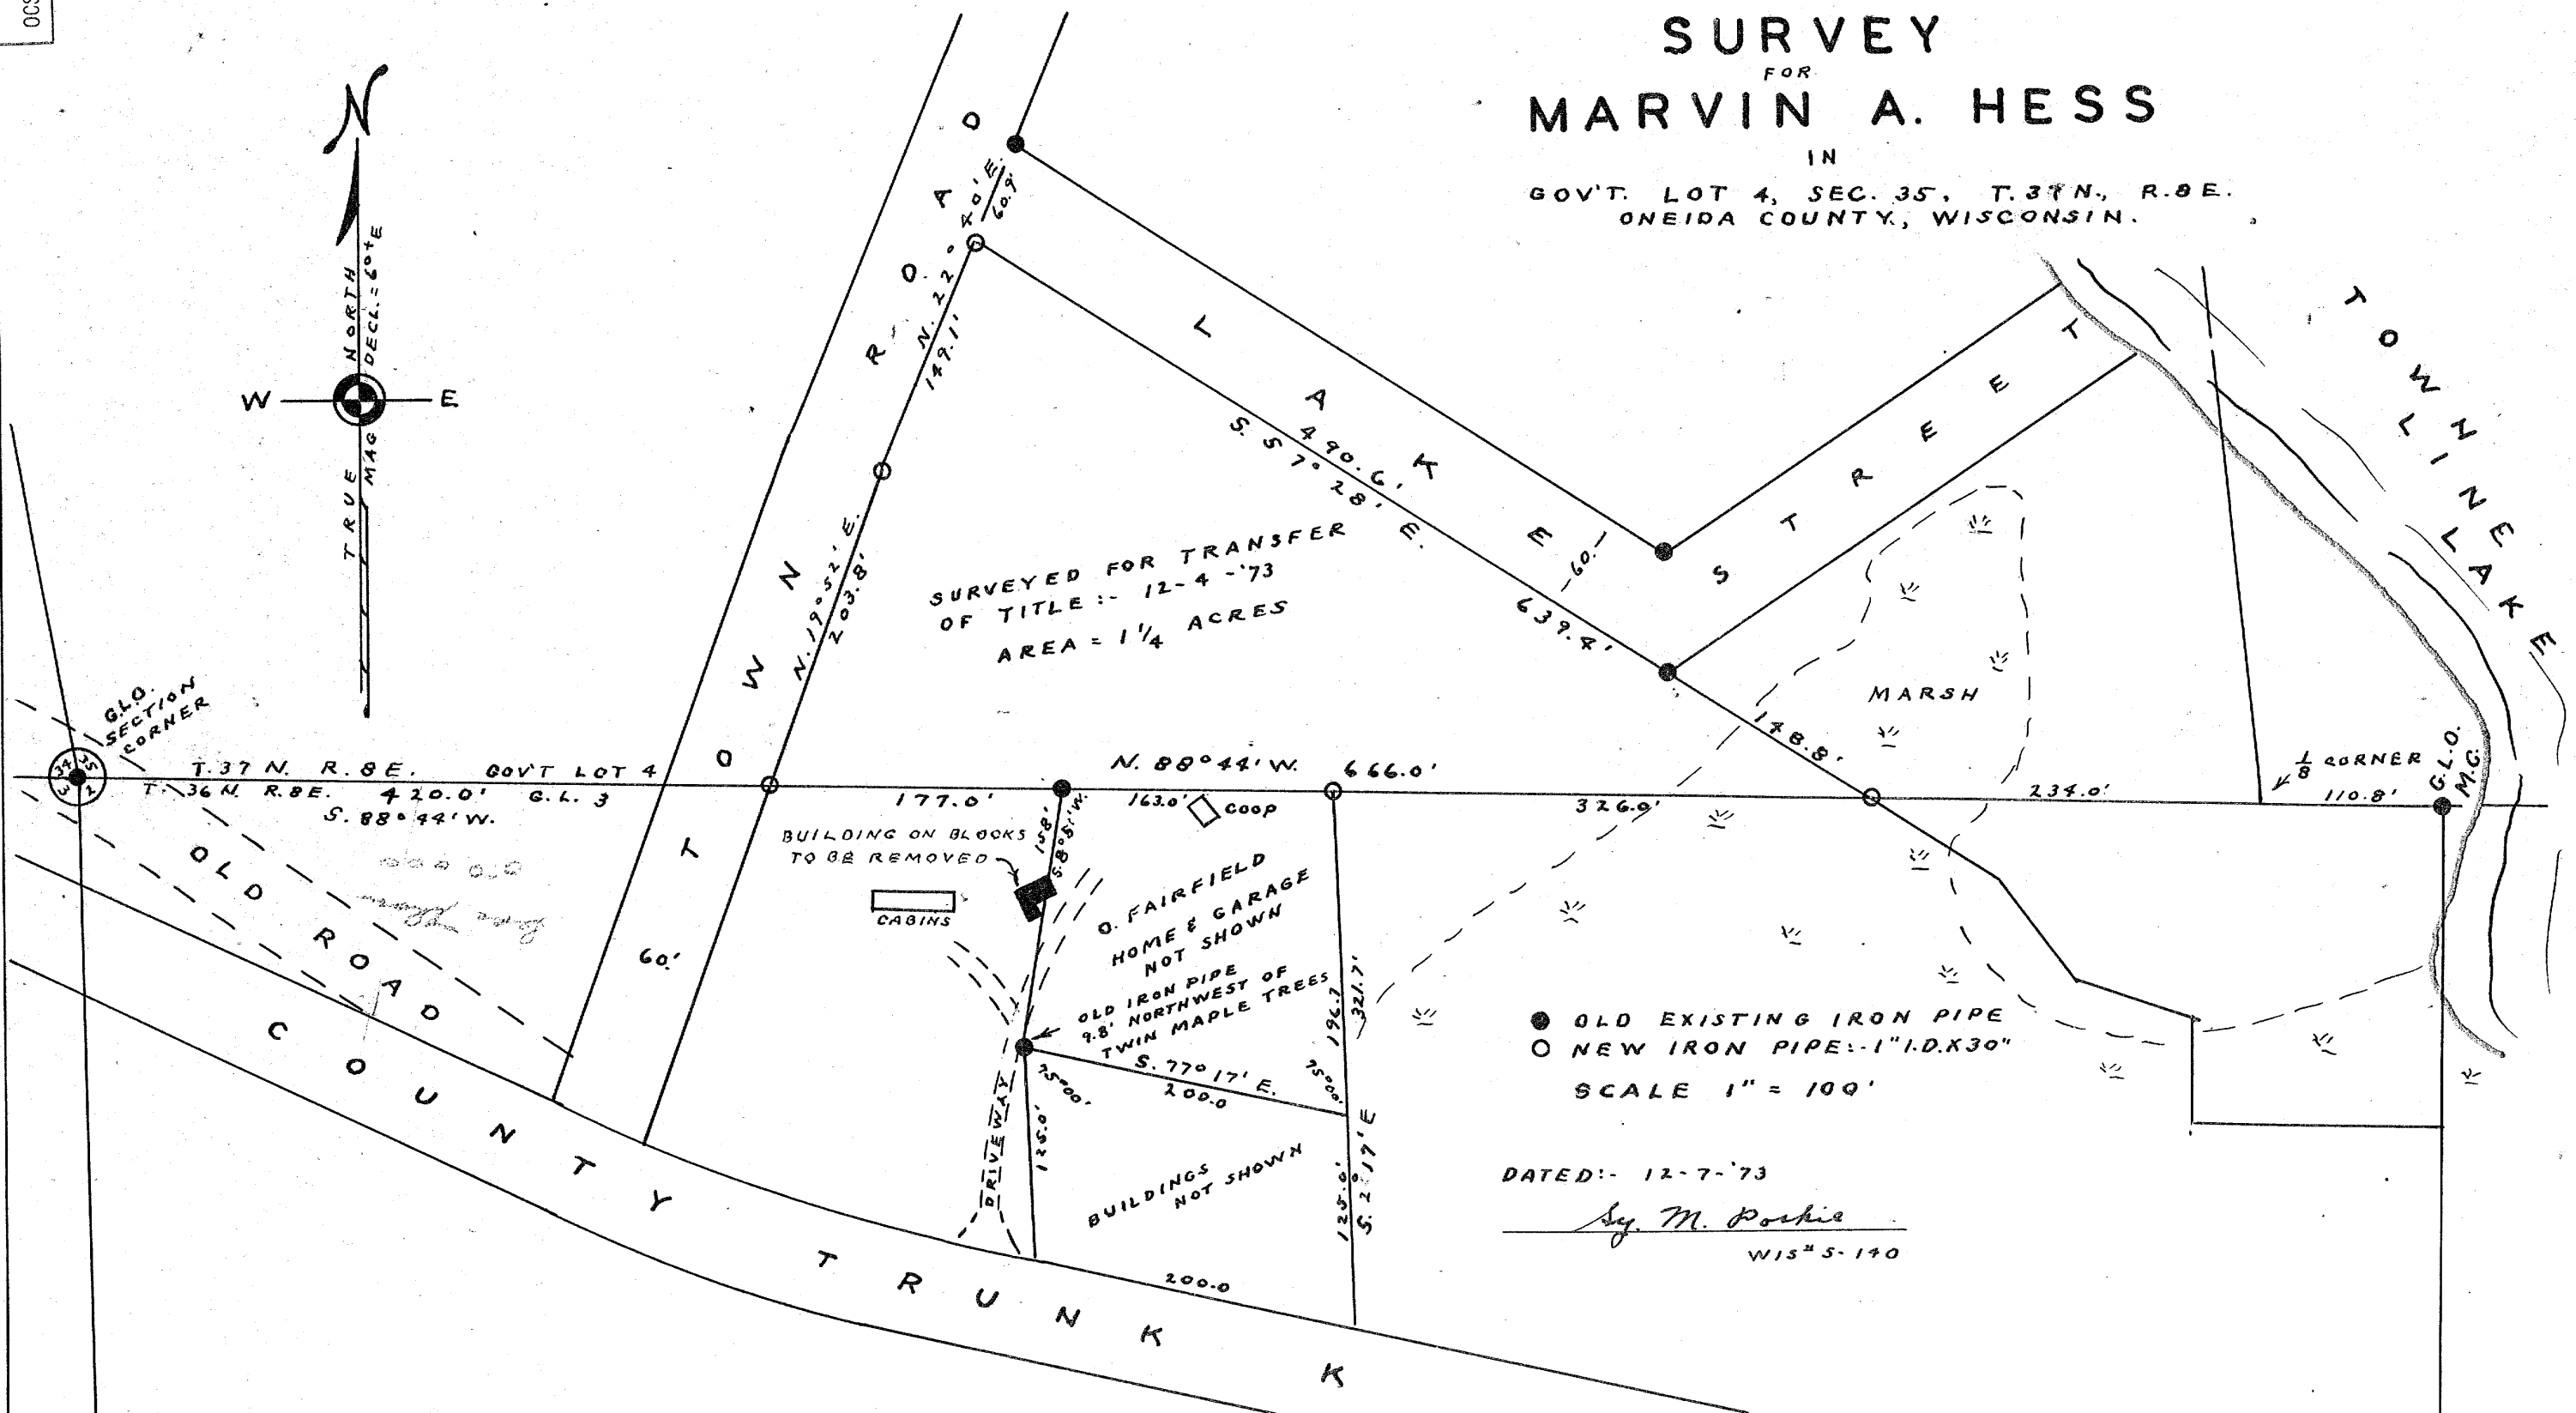 SURVEY
FOR
MARVIN A. HESS
IN
GOV'T. LOT 4, SEC. 35, T. 37 N., R. 8 E.
ONEIDA COUNTY, WISCONSIN.
N
TRUE NORTH
MAG DECL. = 6°± E
W
E
TOWN ROAD
N. 22° 40' E.
60.9'
149.1'
N. 19° 52' E.
203.8'
60'
LAKE STREET
490.6'
S. 57° 28' E.
639.4'
60'
148.8'
TOWN LINE LAKE
SURVEYED FOR TRANSFER
OF TITLE :- 12-4-'73
AREA = 1 1/4 ACRES
MARSH
G.L.O.
SECTION
CORNER
34 35
3 2
T. 37 N. R. 8 E. GOV'T LOT 4
T. 36 N. R. 8 E. 420.0' G.L. 3
S. 88° 44' W.
N. 88° 44' W. 666.0'
177.0'
163.0'
COOP
326.0'
234.0'
1/8 CORNER
110.8'
G.L.O.
M.C.
158'
S. 8° 51' W.
BUILDING ON BLOCKS
TO BE REMOVED
CABINS
OLD ROAD
O. FAIRFIELD
HOME & GARAGE
NOT SHOWN
OLD IRON PIPE
9.8' NORTHWEST OF
TWIN MAPLE TREES
S. 77° 17' E.
200.0
75°00'
75°00'
196.7
321.7'
125.0'
125.0'
S. 2° 17' E
DRIVEWAY
BUILDINGS
NOT SHOWN
200.0
COUNTY TRUNK K
OLD EXISTING IRON PIPE
NEW IRON PIPE:- 1" I.D. X 30"
SCALE 1" = 100'
DATED:- 12-7-'73
Sy. M. Poskie
WIS# S-140